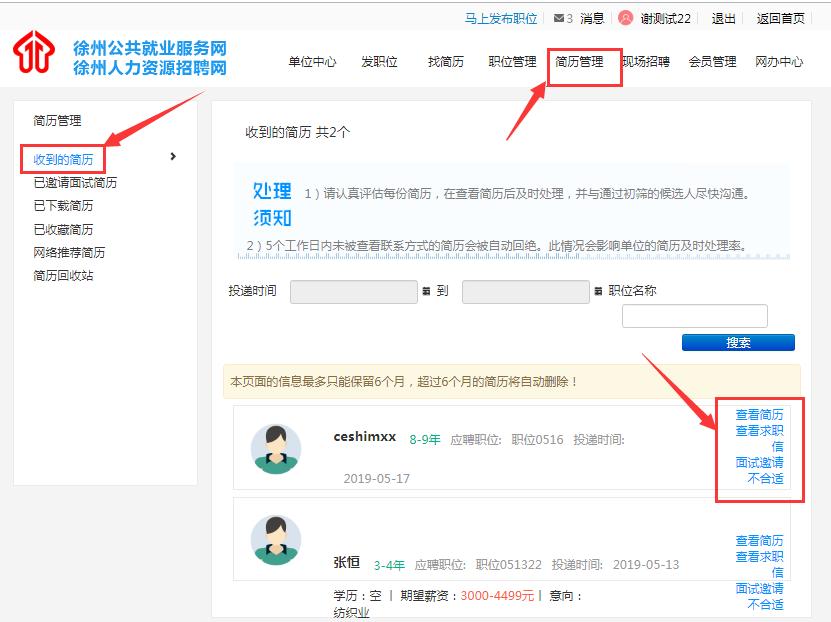 马上发布职位 3 消息 谢测试22 退出 返回首页
徐州公共就业服务网
徐州人力资源招聘网
单位中心 发职位 找简历 职位管理 简历管理 现场招聘 会员管理 网办中心
简历管理
收到的简历
已邀请面试简历
已下载简历
已收藏简历
网络推荐简历
简历回收站
收到的简历 共2个
处理
须知
1）请认真评估每份简历，在查看简历后及时处理，并与通过初筛的候选人尽快沟通。
2）5个工作日内未被查看联系方式的简历会被自动回绝。此情况会影响单位的简历及时处理率。
投递时间 到 职位名称
搜索
本页面的信息最多只能保留6个月，超过6个月的简历将自动删除！
ceshimxx 8-9年 应聘职位: 职位0516 投递时间:
2019-05-17
查看简历
查看求职
信
面试邀请
不合适
张恒 3-4年 应聘职位: 职位051322 投递时间: 2019-05-13
学历：空 | 期望薪资：3000-4499元 | 意向：
纺织业
查看简历
查看求职
信
面试邀请
不合适